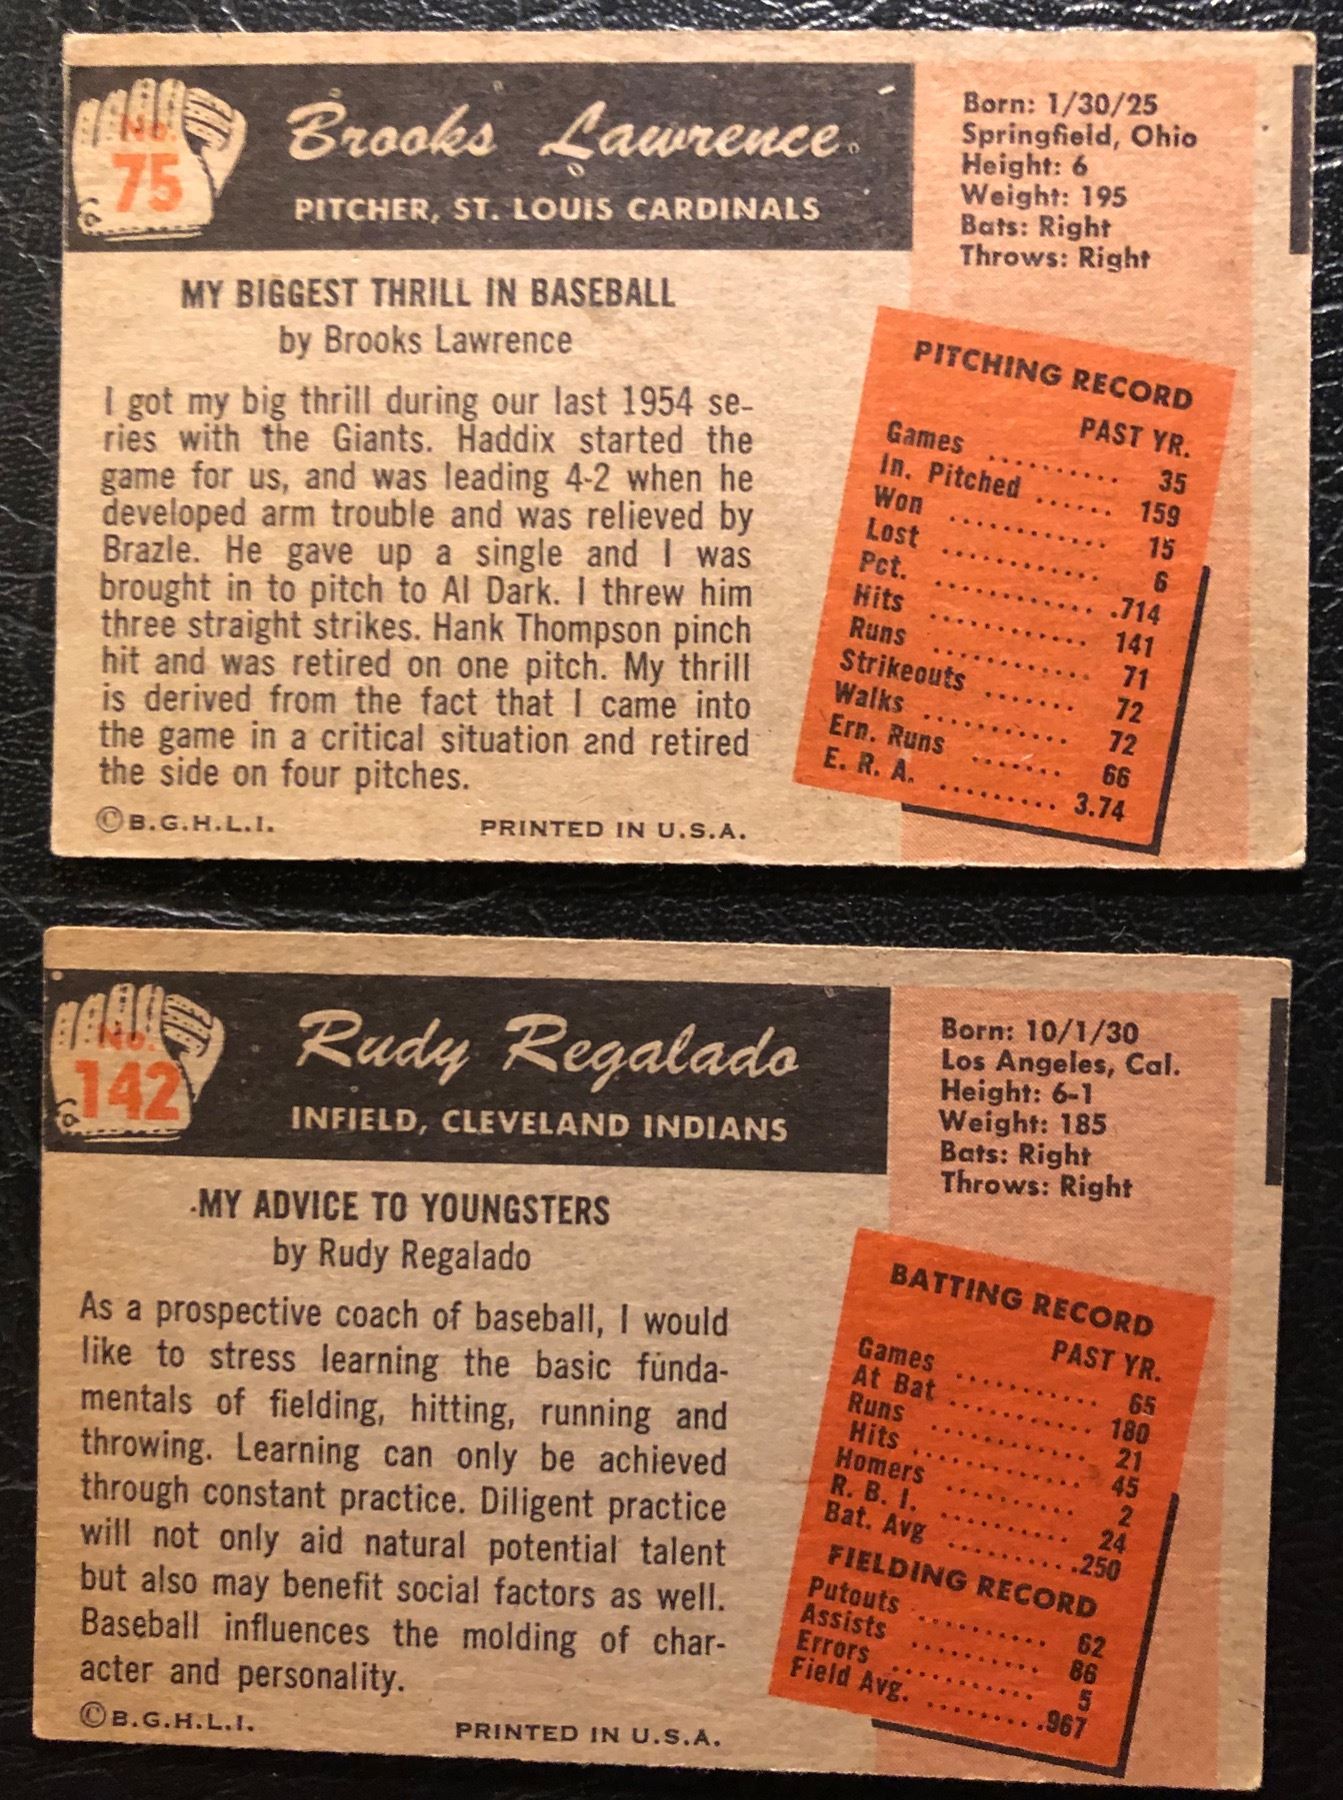 No.
75
Brooks Lawrence
PITCHER, ST. LOUIS CARDINALS
Born: 1/30/25
Springfield, Ohio
Height: 6
Weight: 195
Bats: Right
Throws: Right
MY BIGGEST THRILL IN BASEBALL
by Brooks Lawrence
I got my big thrill during our last 1954 se-
ries with the Giants. Haddix started the
game for us, and was leading 4-2 when he
developed arm trouble and was relieved by
Brazle. He gave up a single and I was
brought in to pitch to Al Dark. I threw him
three straight strikes. Hank Thompson pinch
hit and was retired on one pitch. My thrill
is derived from the fact that I came into
the game in a critical situation and retired
the side on four pitches.
©B.G.H.L.I. PRINTED IN U.S.A.
PITCHING RECORD
PAST YR.
Games .......... 35
In. Pitched ...... 159
Won ............ 15
Lost ............ 6
Pct. ............ .714
Hits ............ 141
Runs ............ 71
Strikeouts ....... 72
Walks .......... 72
Ern. Runs ....... 66
E. R. A. ......... 3.74
No.
142
Rudy Regalado
INFIELD, CLEVELAND INDIANS
Born: 10/1/30
Los Angeles, Cal.
Height: 6-1
Weight: 185
Bats: Right
Throws: Right
MY ADVICE TO YOUNGSTERS
by Rudy Regalado
As a prospective coach of baseball, I would
like to stress learning the basic funda-
mentals of fielding, hitting, running and
throwing. Learning can only be achieved
through constant practice. Diligent practice
will not only aid natural potential talent
but also may benefit social factors as well.
Baseball influences the molding of char-
acter and personality.
©B.G.H.L.I. PRINTED IN U.S.A.
BATTING RECORD
PAST YR.
Games ........... 65
At Bat ........... 180
Runs ............ 21
Hits ............. 45
Homers .......... 2
R. B. I. .......... 24
Bat. Avg .......... .250
FIELDING RECORD
Putouts .......... 62
Assists .......... 86
Errors ........... 5
Field Avg. ........ .967